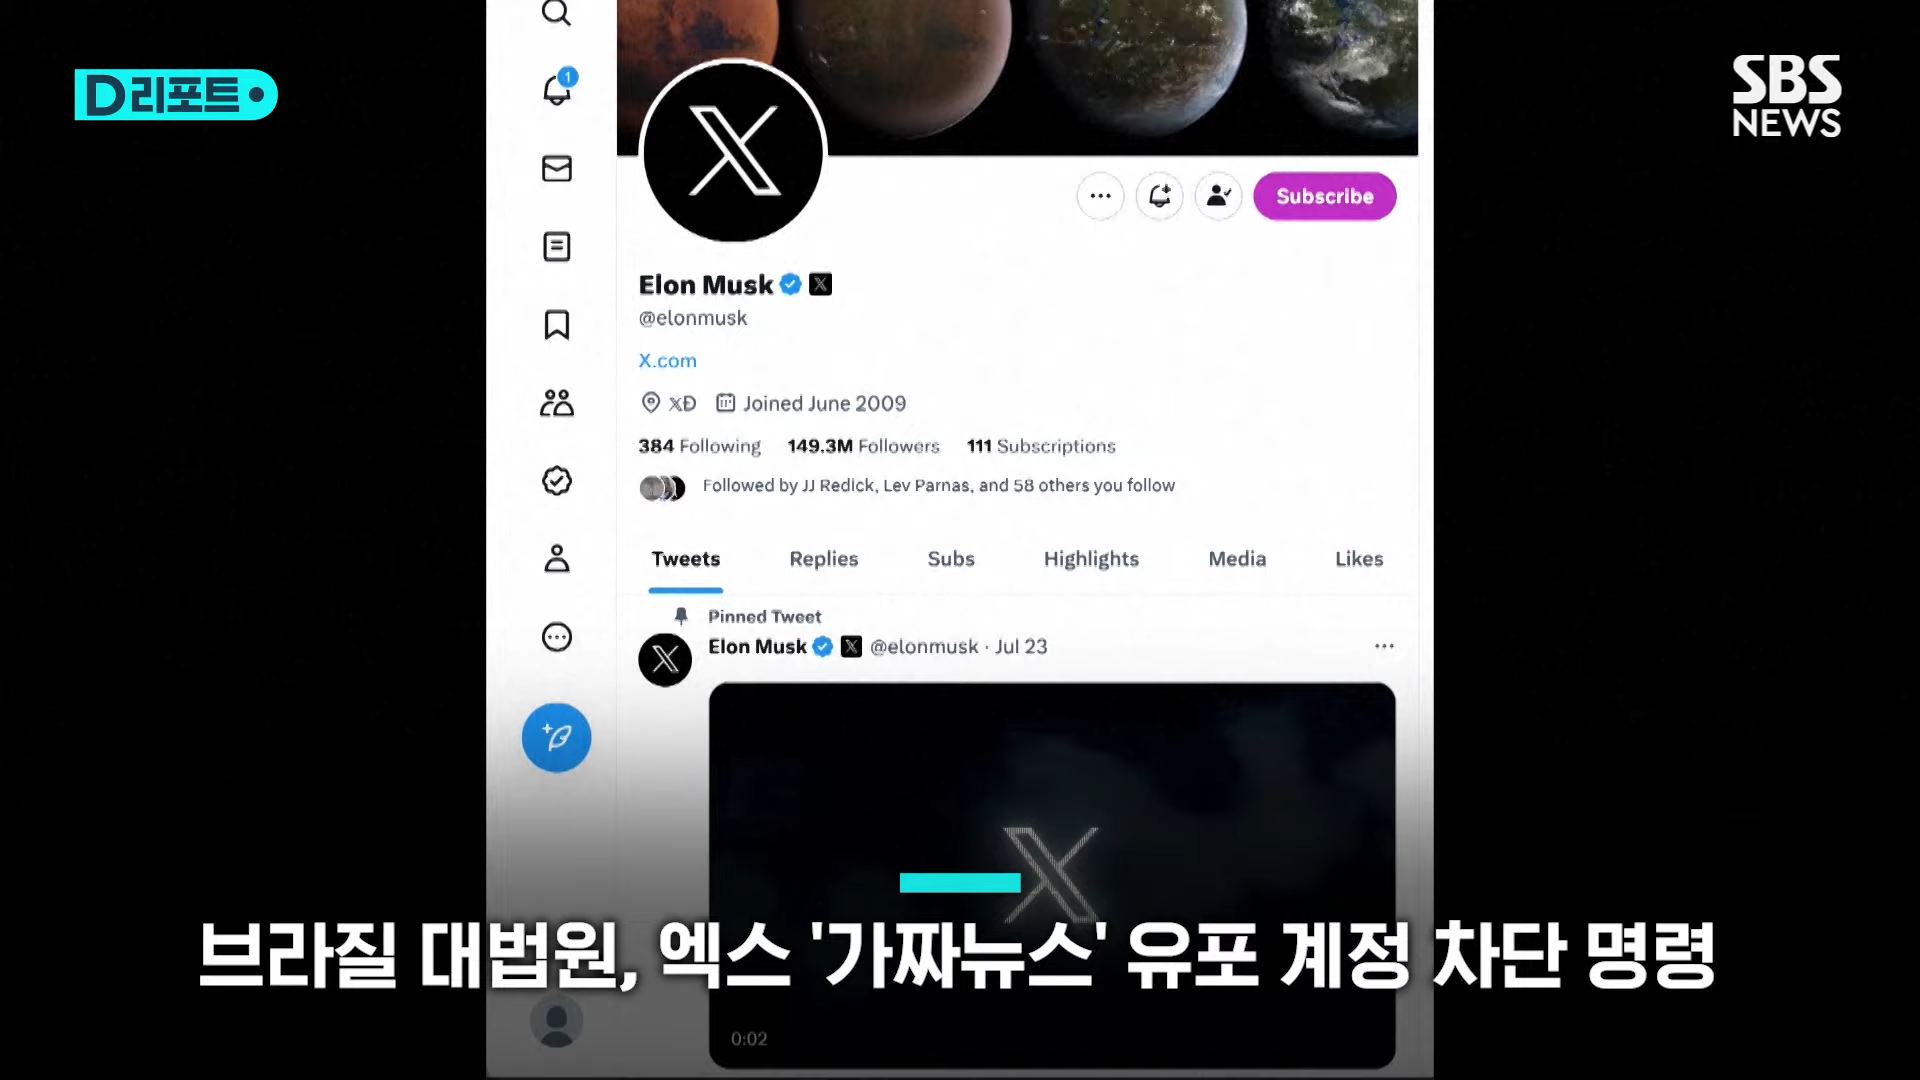 D리포트
SBS
NEWS
1
Subscribe
Elon Musk
@elonmusk
X.com
XÐ Joined June 2009
384 Following 149.3M Followers 111 Subscriptions
Followed by JJ Redick, Lev Parnas, and 58 others you follow
Tweets Replies Subs Highlights Media Likes
Pinned Tweet
Elon Musk @elonmusk · Jul 23
브라질 대법원, 엑스 '가짜뉴스' 유포 계정 차단 명령
0:02